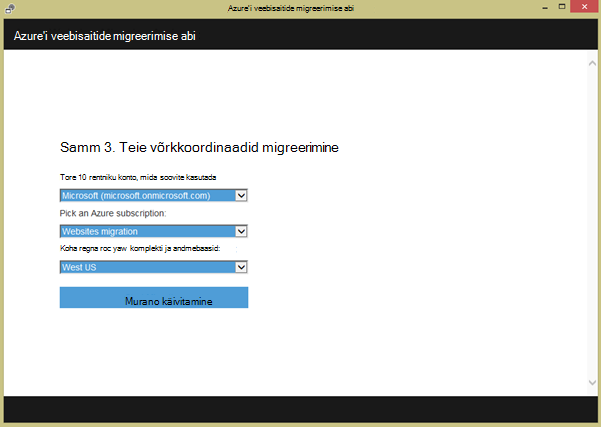 Azure'i veebisaitide migreerimise abi
Azure'i veebisaitide migreerimise abi
Samm 3. Teie võrkkoordinaadid migreerimine
Tore 10 rentniku konto, mida soovite kasutada
Microsoft (microsoft.onmicrosoft.com)
Pick an Azure subscription:
Websites migration
Koha regna roc yaw komplekti ja andmebaasid:
West US
Murano käivitamine